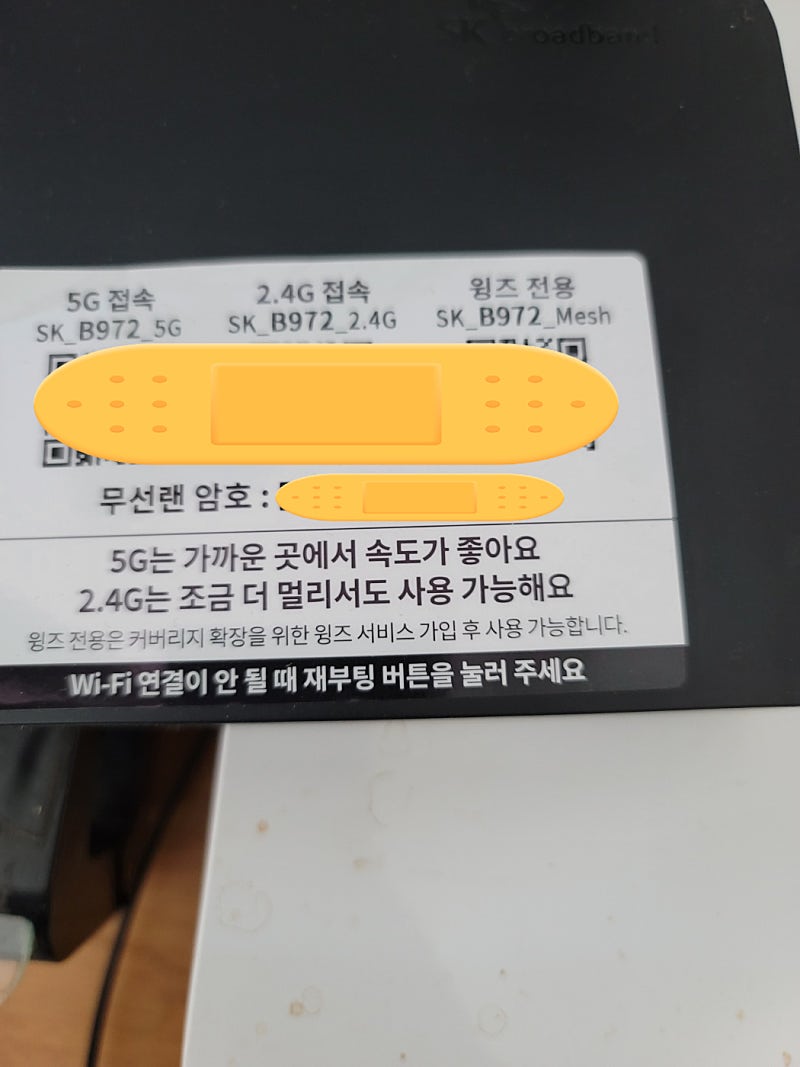 SK broadband
5G 접속
SK_B972_5G
2.4G 접속
SK_B972_2.4G
윙즈 전용
SK_B972_Mesh
무선랜 암호 :
5G는 가까운 곳에서 속도가 좋아요
2.4G는 조금 더 멀리서도 사용 가능해요
윙즈 전용은 커버리지 확장을 위한 윙즈 서비스 가입 후 사용 가능합니다.
Wi-Fi 연결이 안 될 때 재부팅 버튼을 눌러 주세요